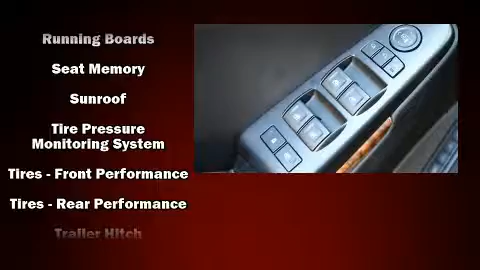 Running Boards
Seat Memory
Sunroof
Tire Pressure
Monitoring System
Tires - Front Performance
Tires - Rear Performance
Trailer Hitch